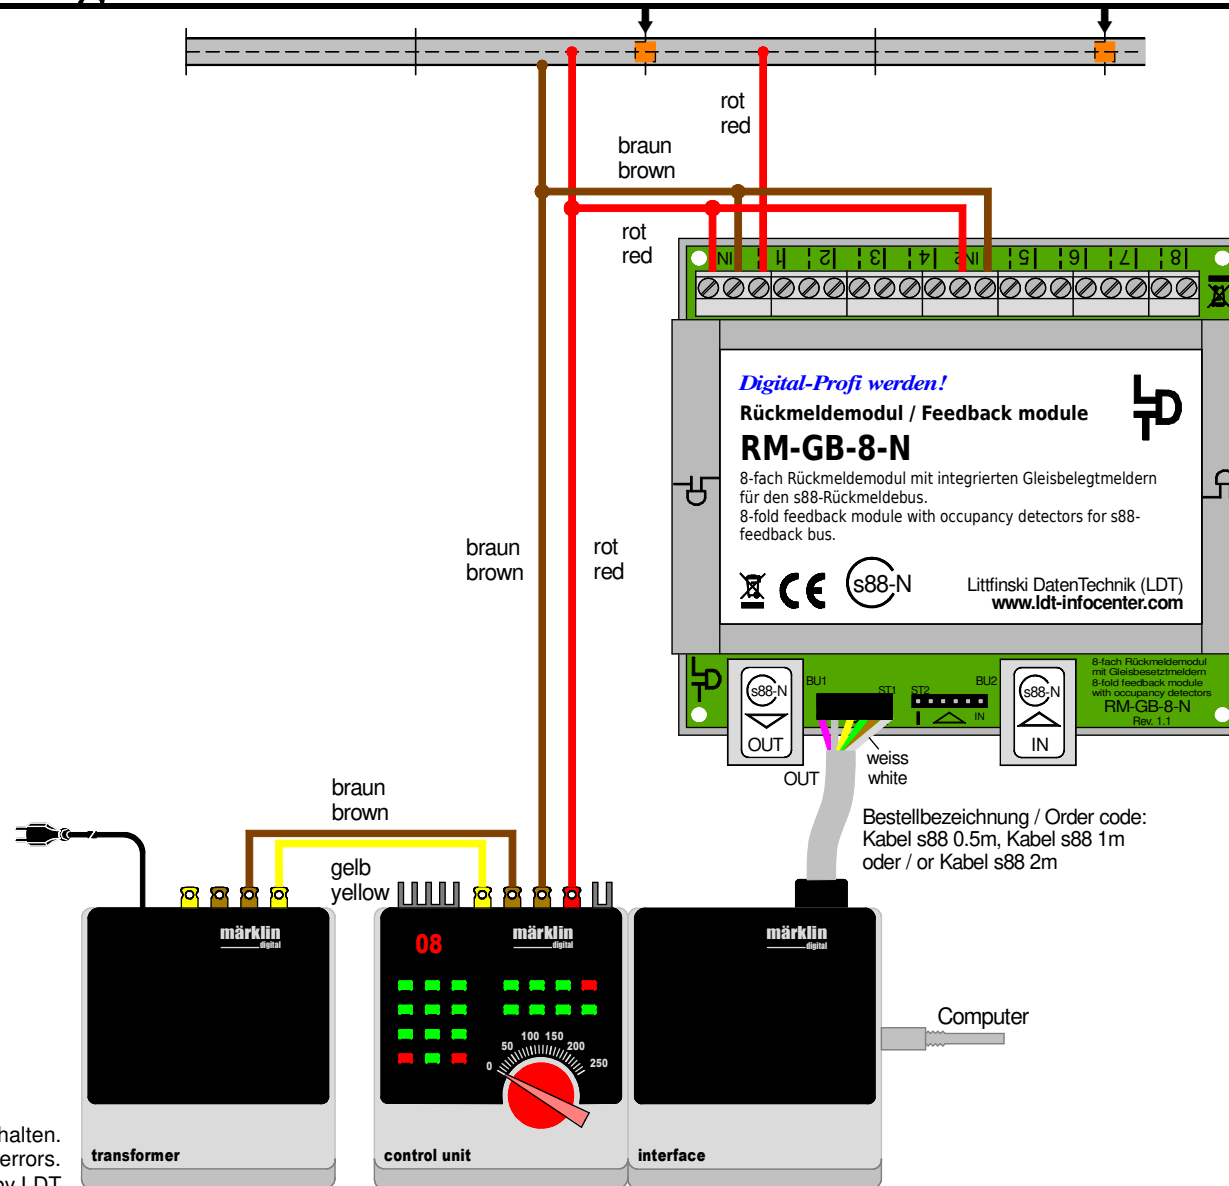 rot
red
braun
brown
rot
red
IN
1
2
3
4
IN2
5
6
7
8
Digital-Profi werden!
Rückmeldemodul / Feedback module
RM-GB-8-N
8-fach Rückmeldemodul mit integrierten Gleisbelegtmeldern
für den s88-Rückmeldebus.
8-fold feedback module with occupancy detectors for s88-
feedback bus.
LDT
s88-N
Littfinski DatenTechnik (LDT)
www.ldt-infocenter.com
braun
brown
rot
red
LDT
s88-N
OUT
BU1
ST1
ST2
IN
BU2
s88-N
IN
8-fach Rückmeldemodul
mit Gleisbesetztmeldern
8-fold feedback module
with occupancy detectors
RM-GB-8-N
Rev. 1.1
OUT
weiss
white
Bestellbezeichnung / Order code:
Kabel s88 0.5m, Kabel s88 1m
oder / or Kabel s88 2m
braun
brown
gelb
yellow
märklin
digital
märklin
digital
märklin
digital
08
0
50
100
150
200
250
Computer
transformer
control unit
interface
halten.
errors.
by LDT